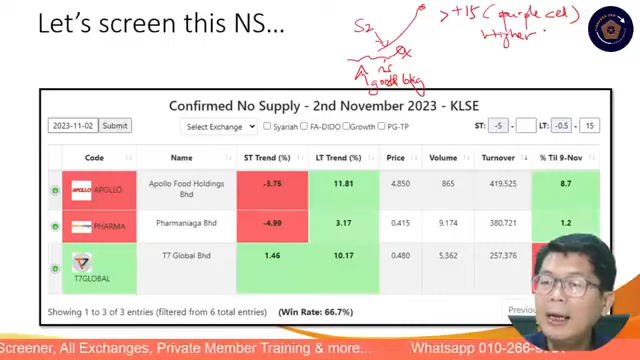 Let's screen this NS...
S2
> +15 (purple cel)
Higher
ns
good bkg
Confirmed No Supply - 2nd November 2023 - KLSE
2023-11-02 Submit Select Exchange Syariah FA-DIDO Growth PG-TP ST: -5 - LT: -0.5 - 15
Code Name ST Trend (%) LT Trend (%) Price Volume Turnover % Til 9-Nov
APOLLO Apollo Food Holdings Bhd -3.75 11.81 4.850 865 419.525 8.7
PHARMA Pharmaniaga Bhd -4.99 3.17 0.415 9.174 380,721 1.2
T7GLOBAL T7 Global Bhd 1.46 10.17 0.480 5,362 257,376
Showing 1 to 3 of 3 entries (filtered from 6 total entries) (Win Rate: 66.7%)
Screener, All Exchanges, Private Member Training & more... Whatsapp 010-266-